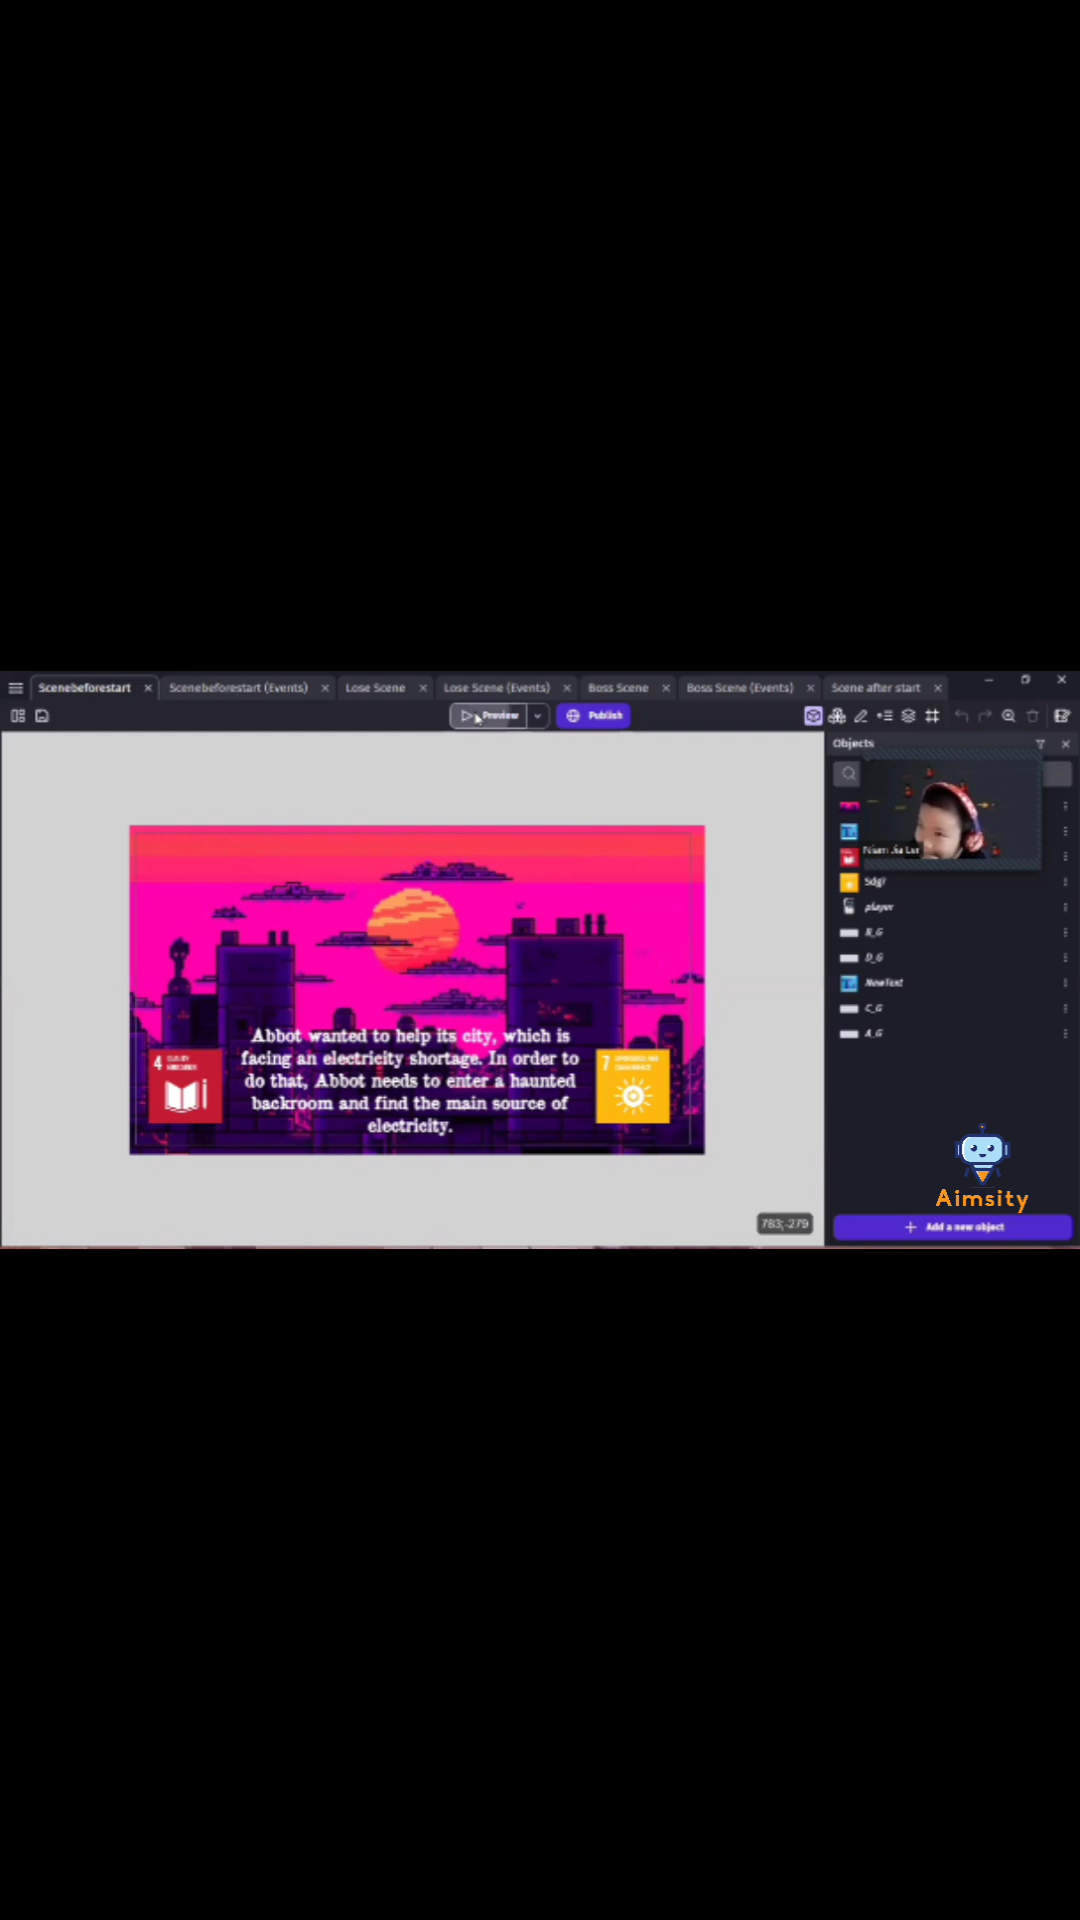 Scenebeforestart
Scenebeforestart (Events)
Lose Scene
Lose Scene (Events)
Boss Scene
Boss Scene (Events)
Scene after start
Preview
Publish
Objects
Sdg7
player
B_G
D_G
NewText
C_G
A_G
Abbot wanted to help its city, which is
facing an electricity shortage. In order to
do that, Abbot needs to enter a haunted
backroom and find the main source of
electricity.
4
7
Aimsity
783;-279
Add a new object